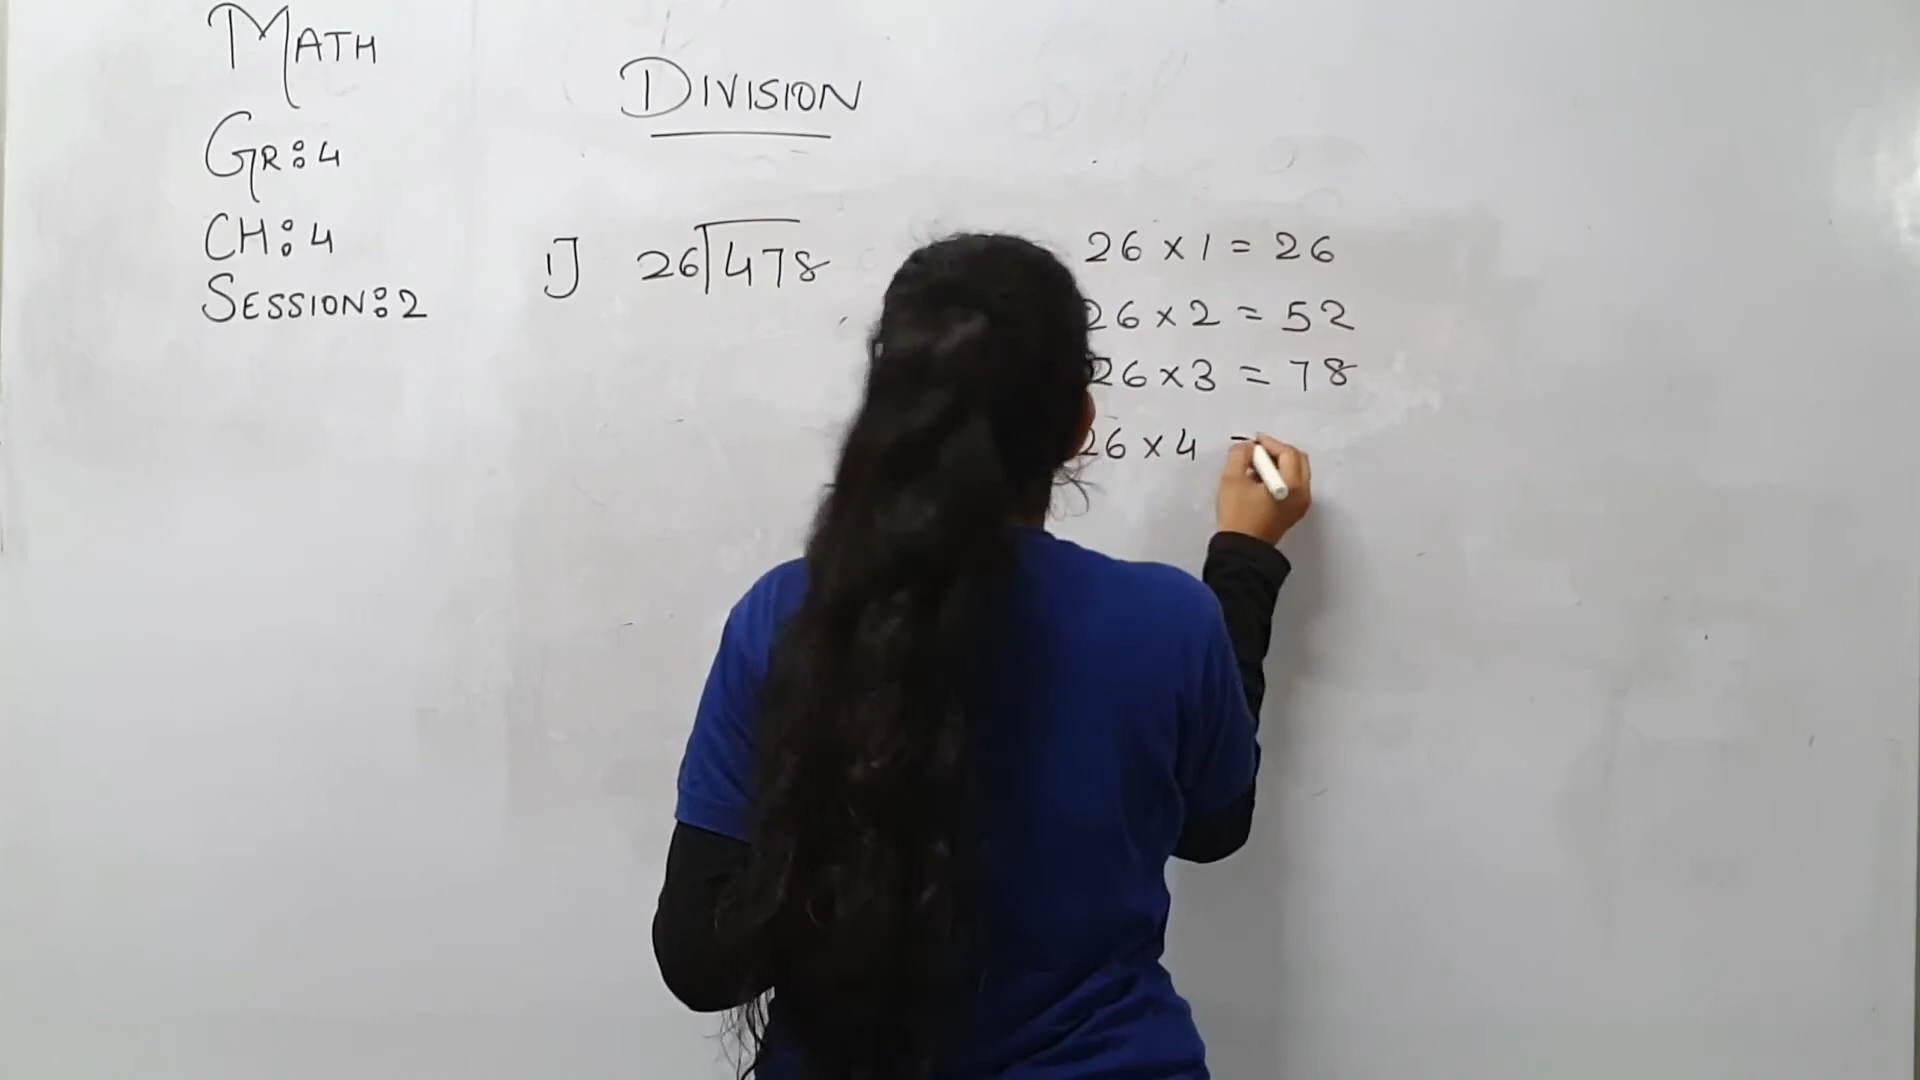 MATH
GR:4
CH:4
SESSION:2
DIVISION
1) 26)478
26 x 1 = 26
26 x 2 = 52
26 x 3 = 78
26 x 4 =